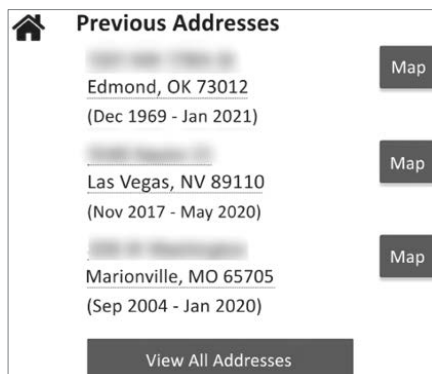 Previous Addresses
Map
Edmond, OK 73012
(Dec 1969 - Jan 2021)
Map
Las Vegas, NV 89110
(Nov 2017 - May 2020)
Map
Marionville, MO 65705
(Sep 2004 - Jan 2020)
View All Addresses